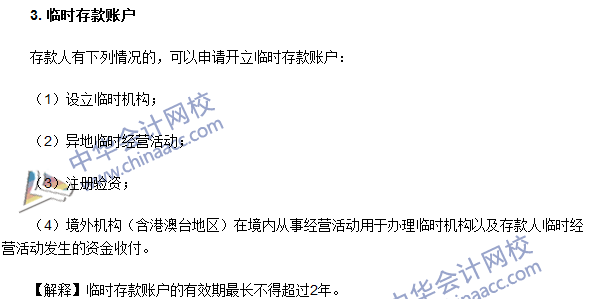 3. 临时存款账户
存款人有下列情况的，可以申请开立临时存款账户：
（1）设立临时机构；
（2）异地临时经营活动；
（3）注册验资；
（4）境外机构（含港澳台地区）在境内从事经营活动用于办理临时机构以及存款人临时经
营活动发生的资金收付。
【解释】临时存款账户的有效期最长不得超过2年。
中华会计网校
www.chinaacc.com
中华会计网校
www.chinaacc.com